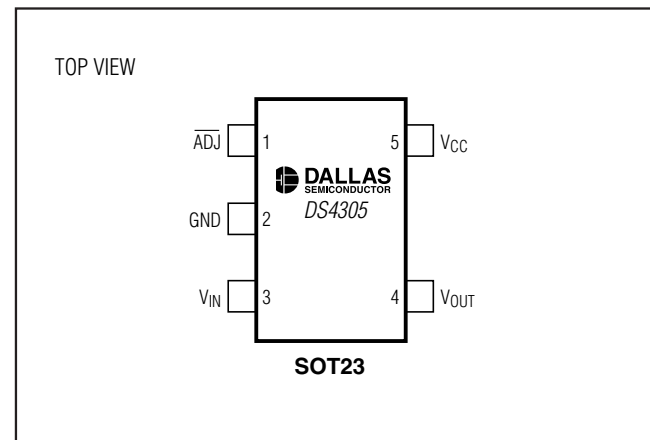 TOP VIEW
ADJ 1 5 VCC
DALLAS
SEMICONDUCTOR
DS4305
GND 2
VIN 3 4 VOUT
SOT23